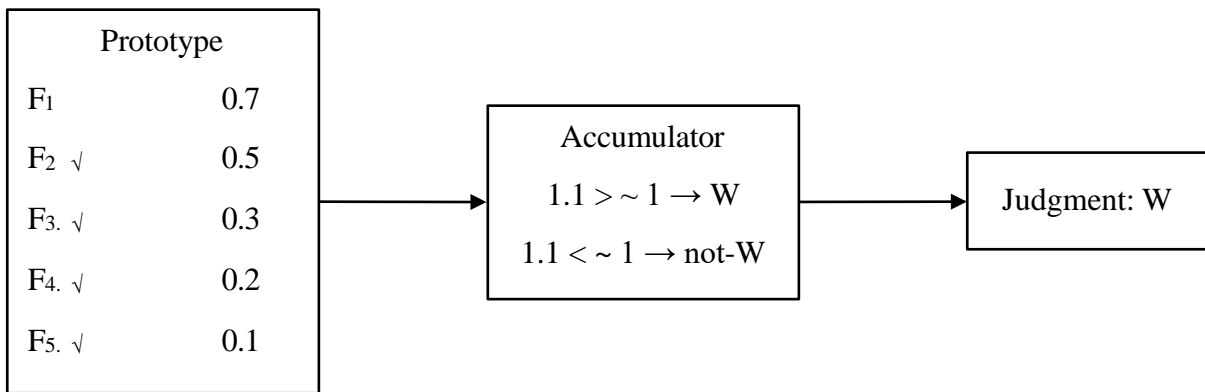 Prototype
F₁ 0.7
F₂ √ 0.5
F₃. √ 0.3
F₄. √ 0.2
F₅. √ 0.1
Accumulator
1.1 > ~ 1 → W
1.1 < ~ 1 → not-W
Judgment: W